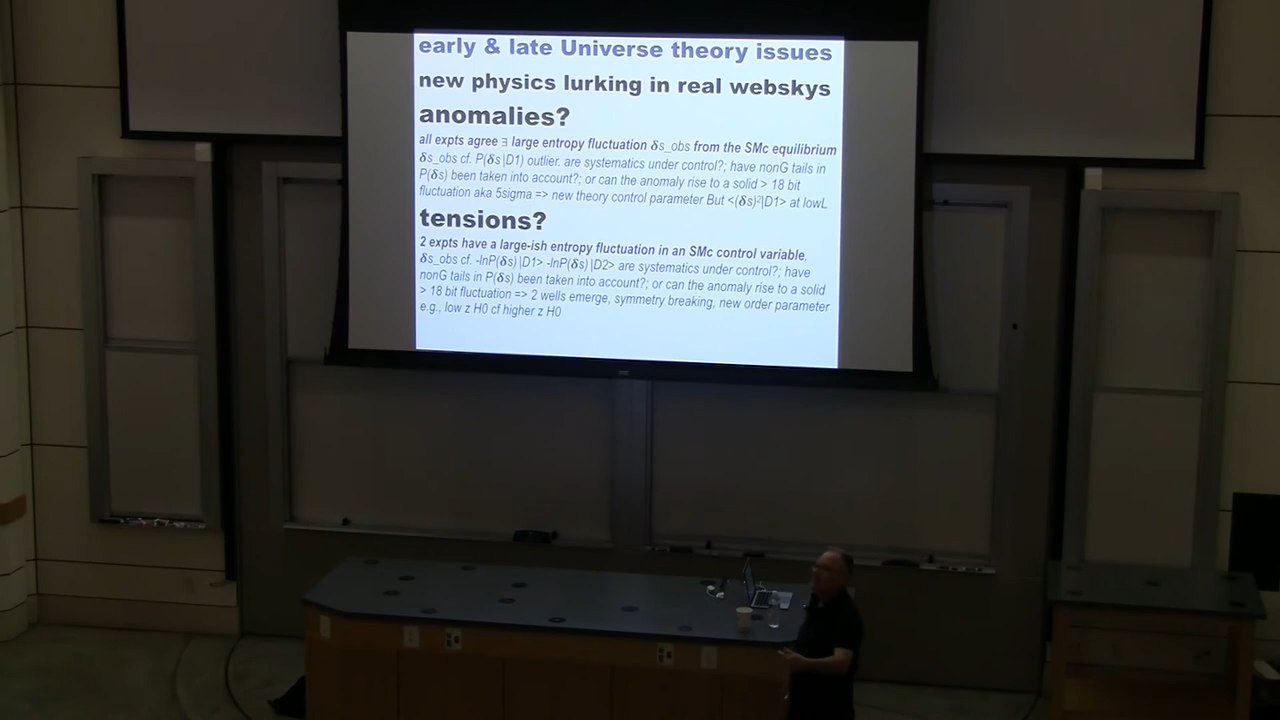 early & late Universe theory issues
new physics lurking in real webskys
anomalies?
all expts agree ∃ large entropy fluctuation δs_obs from the SMc equilibrium
δs_obs cf. P(δs |D1) outlier. are systematics under control?; have nonG tails in
P(δs) been taken into account?; or can the anomaly rise to a solid > 18 bit
fluctuation aka 5sigma => new theory control parameter But <(δs)²|D1> at lowL
tensions?
2 expts have a large-ish entropy fluctuation in an SMc control variable,
δs_obs cf. -lnP(δs) |D1> -lnP(δs) |D2> are systematics under control?; have
nonG tails in P(δs) been taken into account?; or can the anomaly rise to a solid
> 18 bit fluctuation => 2 wells emerge, symmetry breaking, new order parameter
e.g., low z H0 cf higher z H0